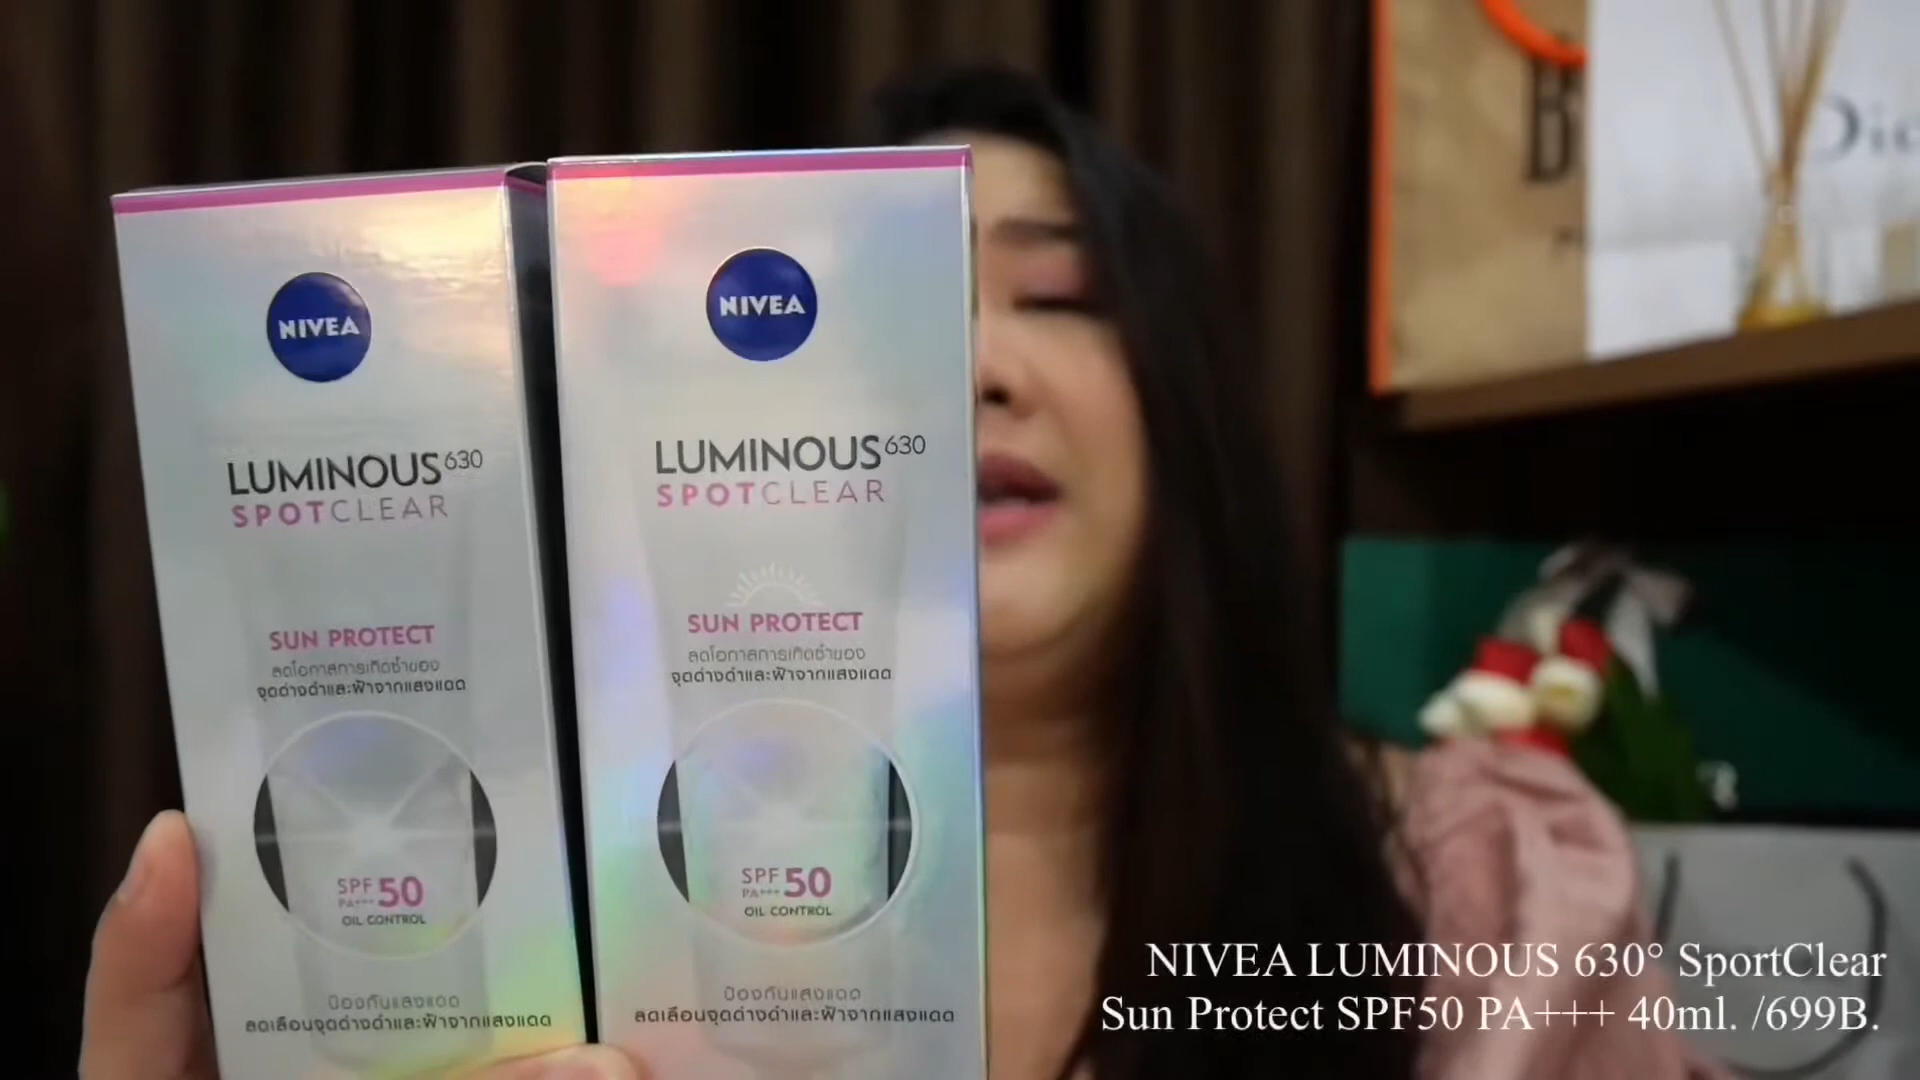 NIVEA
LUMINOUS630
SPOTCLEAR
SUN PROTECT
ลดโอกาสการเกิดซ้ำของ
จุดด่างดำและฝ้าจากแสงแดด
SPF 50
PA+++
OIL CONTROL
ป้องกันแสงแดด
ลดเลือนจุดด่างดำและฝ้าจากแสงแดด
NIVEA
LUMINOUS630
SPOTCLEAR
SUN PROTECT
ลดโอกาสการเกิดซ้ำของ
จุดด่างดำและฝ้าจากแสงแดด
SPF 50
PA+++
OIL CONTROL
ป้องกันแสงแดด
ลดเลือนจุดด่างดำและฝ้าจากแสงแดด
NIVEA LUMINOUS 630° SportClear
Sun Protect SPF50 PA+++ 40ml. /699B.